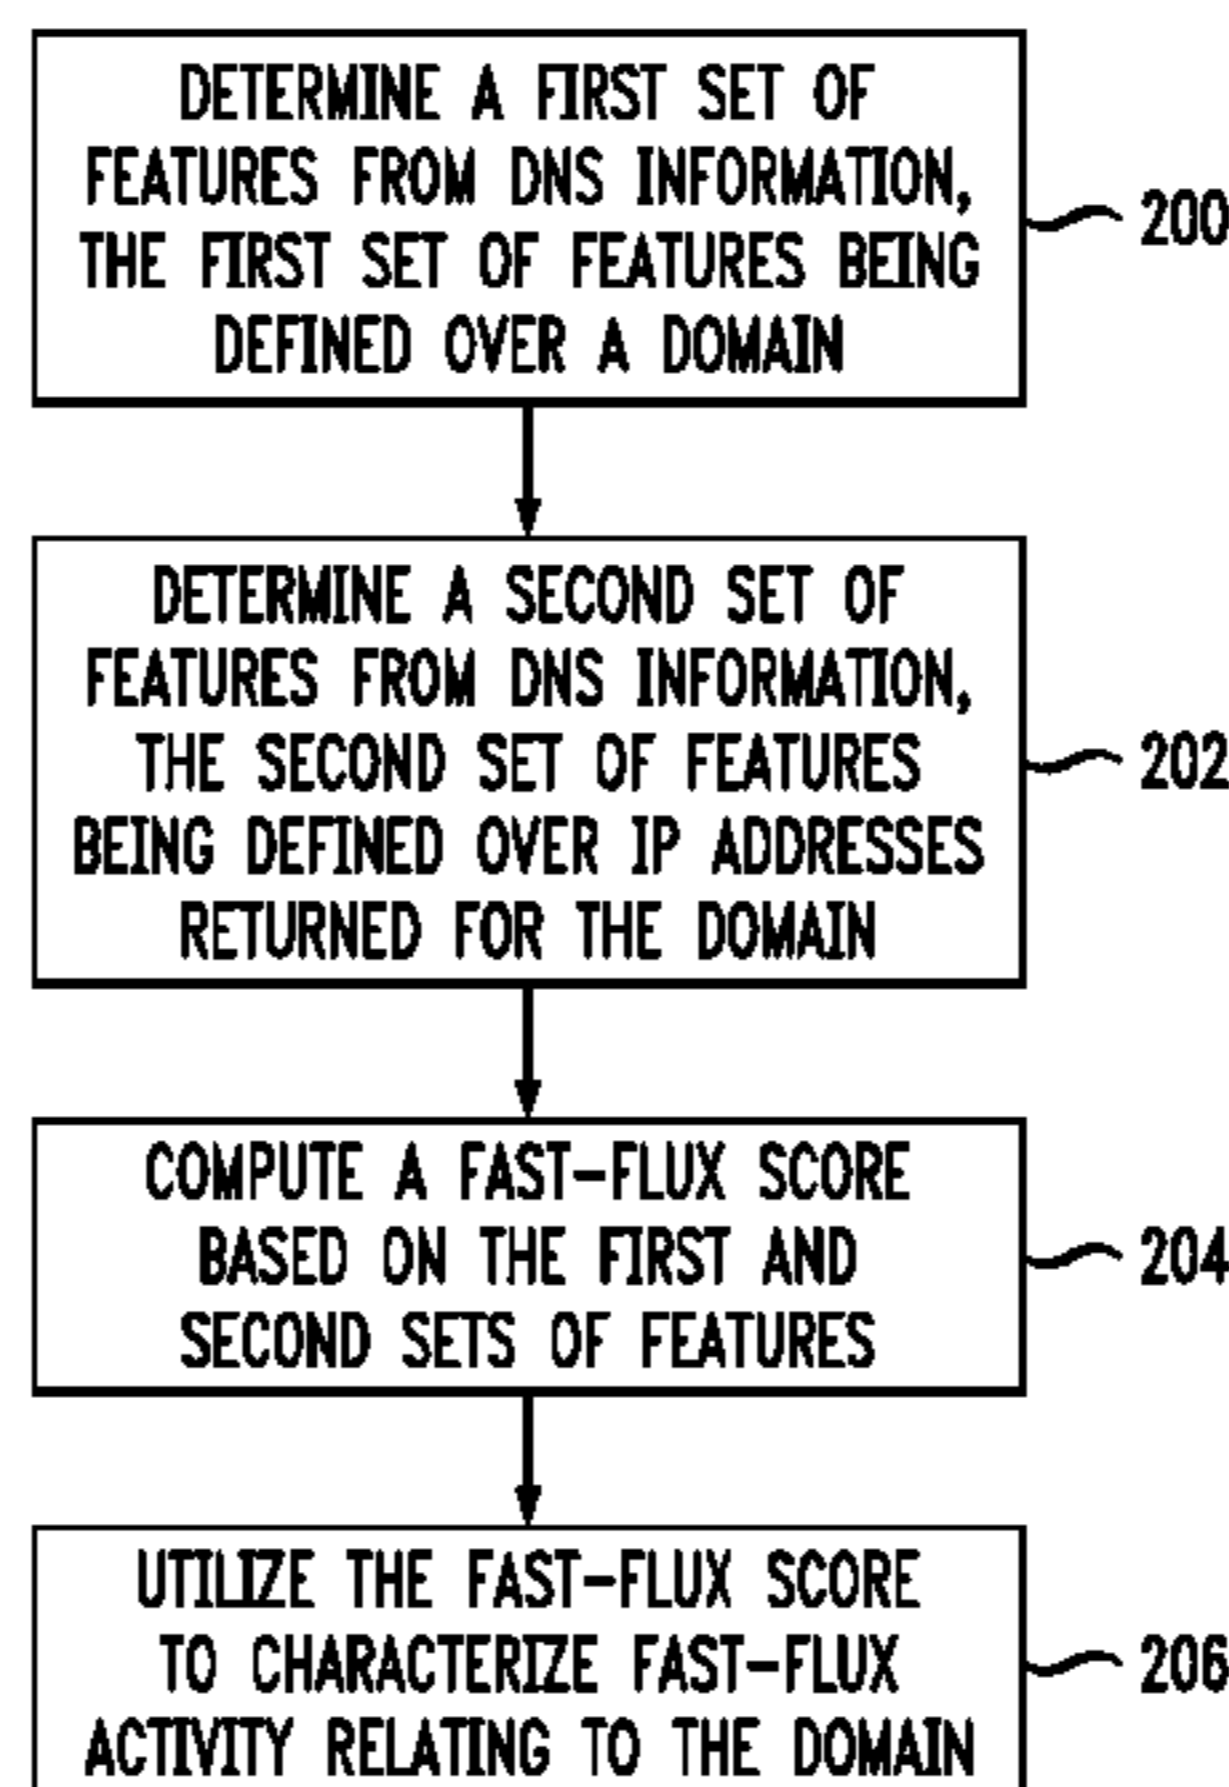 DETERMINE A FIRST SET OF
FEATURES FROM DNS INFORMATION,
THE FIRST SET OF FEATURES BEING
DEFINED OVER A DOMAIN
200
DETERMINE A SECOND SET OF
FEATURES FROM DNS INFORMATION,
THE SECOND SET OF FEATURES
BEING DEFINED OVER IP ADDRESSES
RETURNED FOR THE DOMAIN
202
COMPUTE A FAST-FLUX SCORE
BASED ON THE FIRST AND
SECOND SETS OF FEATURES
204
UTILIZE THE FAST-FLUX SCORE
TO CHARACTERIZE FAST-FLUX
ACTIVITY RELATING TO THE DOMAIN
206